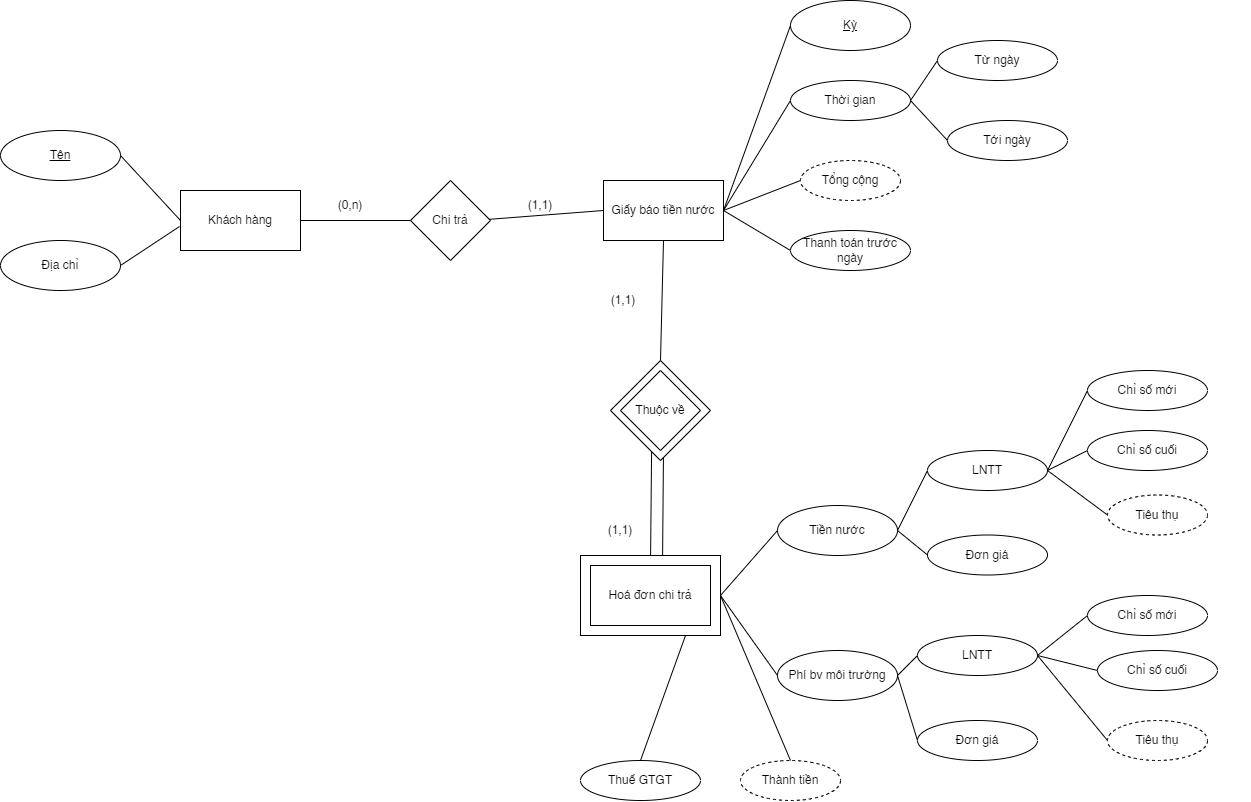 Kỳ
Từ ngày
Thời gian
Tới ngày
Tên
Tổng cộng
(0,n)
(1,1)
Khách hàng
Chi trả
Giấy báo tiền nước
Thanh toán trước
ngày
Địa chỉ
(1,1)
Thuộc về
Chỉ số mới
Chỉ số cuối
LNTT
Tiêu thụ
(1,1)
Tiền nước
Đơn giá
Hoá đơn chi trả
Chỉ số mới
LNTT
Chỉ số cuối
Phí bv môi trường
Đơn giá
Tiêu thụ
Thuế GTGT
Thành tiền